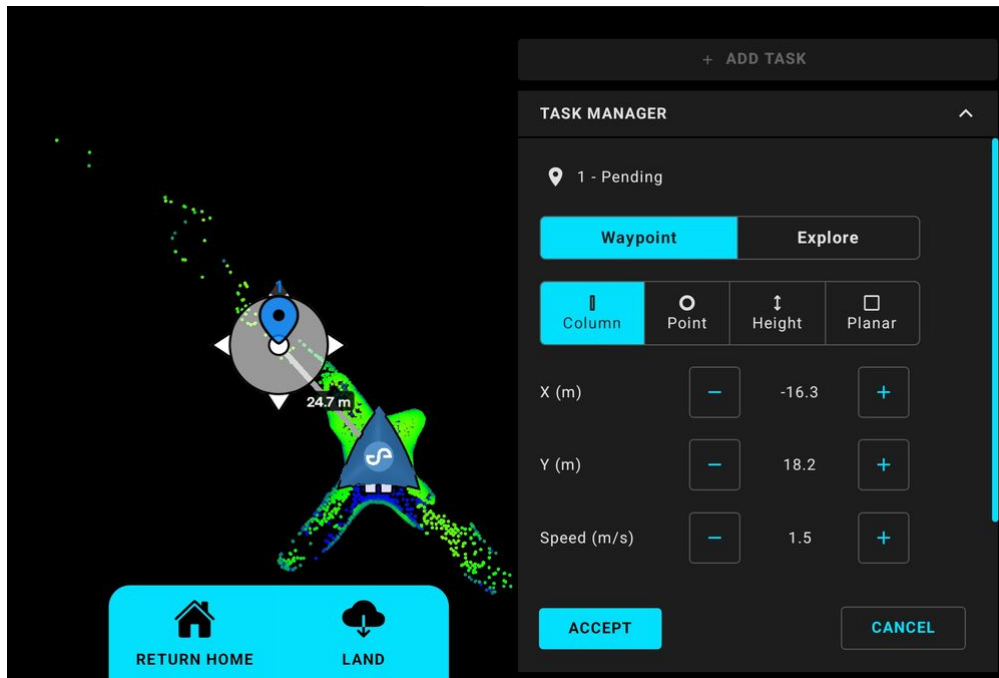 + ADD TASK
TASK MANAGER
1 - Pending
Waypoint Explore
Column Point Height Planar
X (m) − -16.3 +
Y (m) − 18.2 +
Speed (m/s) − 1.5 +
ACCEPT CANCEL
1
24.7 m
RETURN HOME LAND